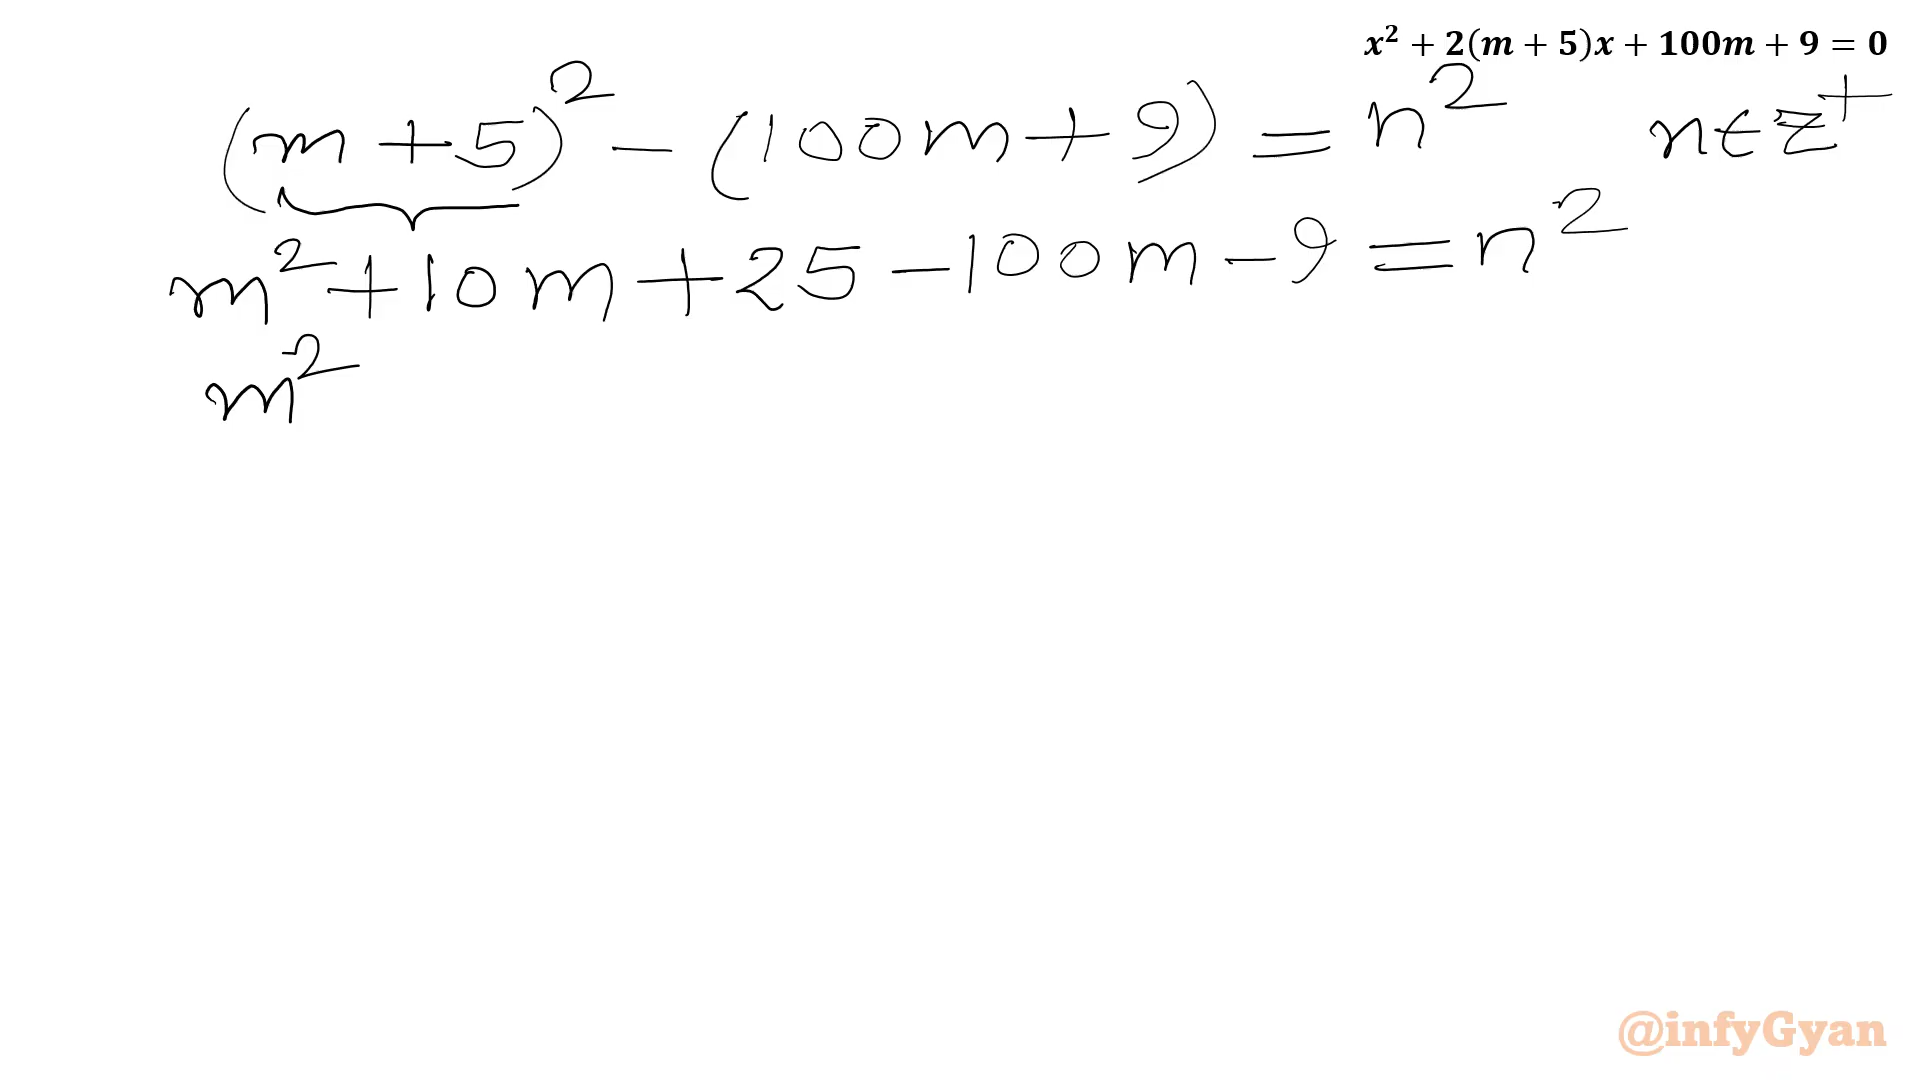 x² + 2(m + 5)x + 100m + 9 = 0
(m+5)² - (100m+9) = n² n∈Z⁺
m²+10m+25-100m-9=n²
m²
@infyGyan